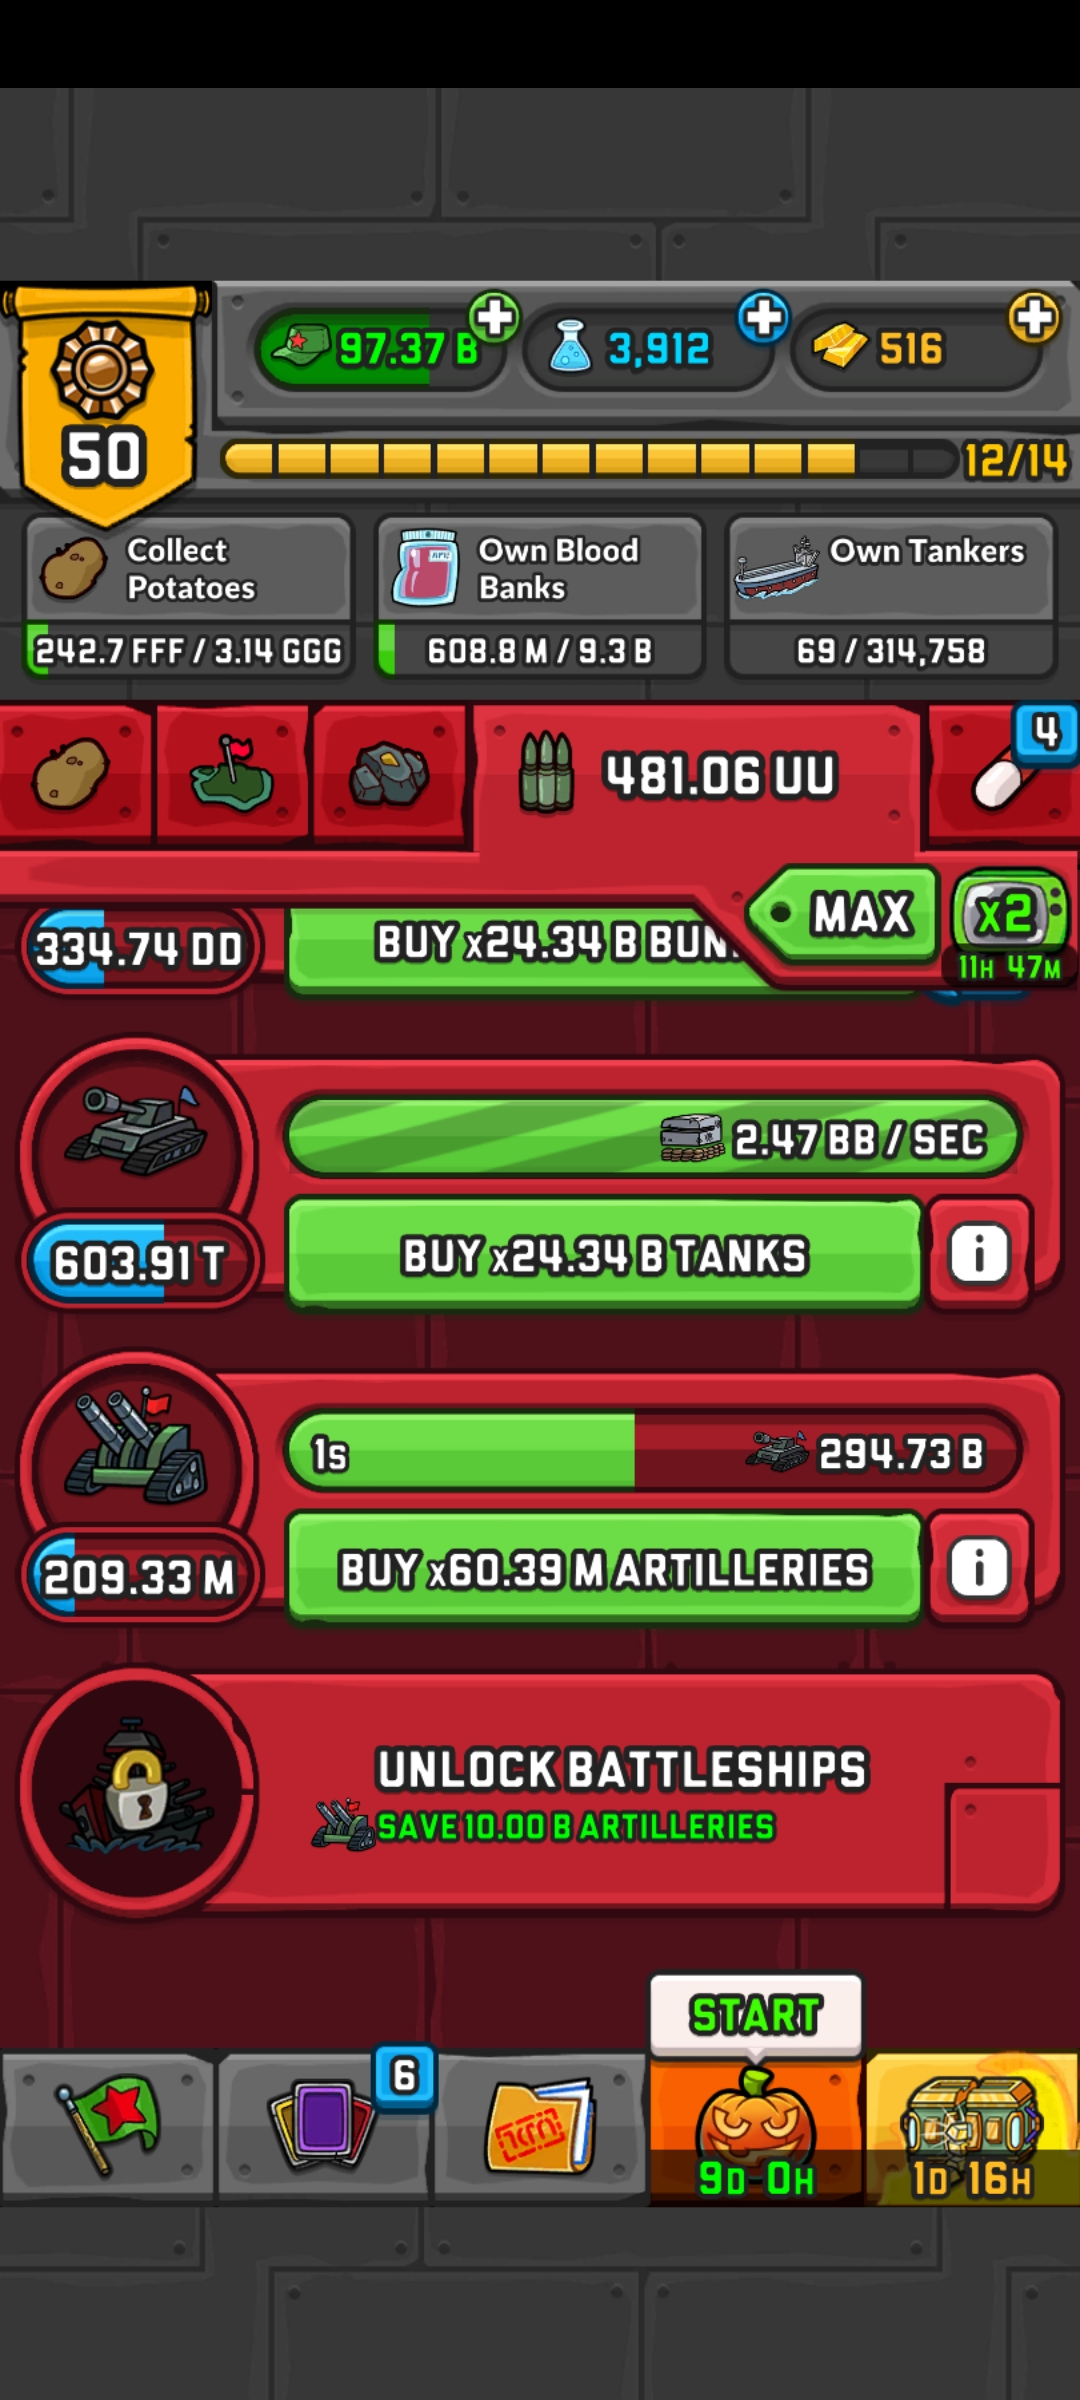 97.37 B
3,912
516
50
12/14
Collect
Potatoes
242.7 FFF / 3.14 GGG
Own Blood
Banks
608.8 M / 9.3 B
Own Tankers
69 / 314,758
481.06 UU
4
MAX
x2
11H 47M
334.74 DD
BUY x24.34 B BUN
2.47 BB / SEC
603.91 T
BUY x24.34 B TANKS
i
1s
294.73 B
209.33 M
BUY x60.39 M ARTILLERIES
i
UNLOCK BATTLESHIPS
SAVE 10.00 B ARTILLERIES
START
6
9D 0H
1D 16H